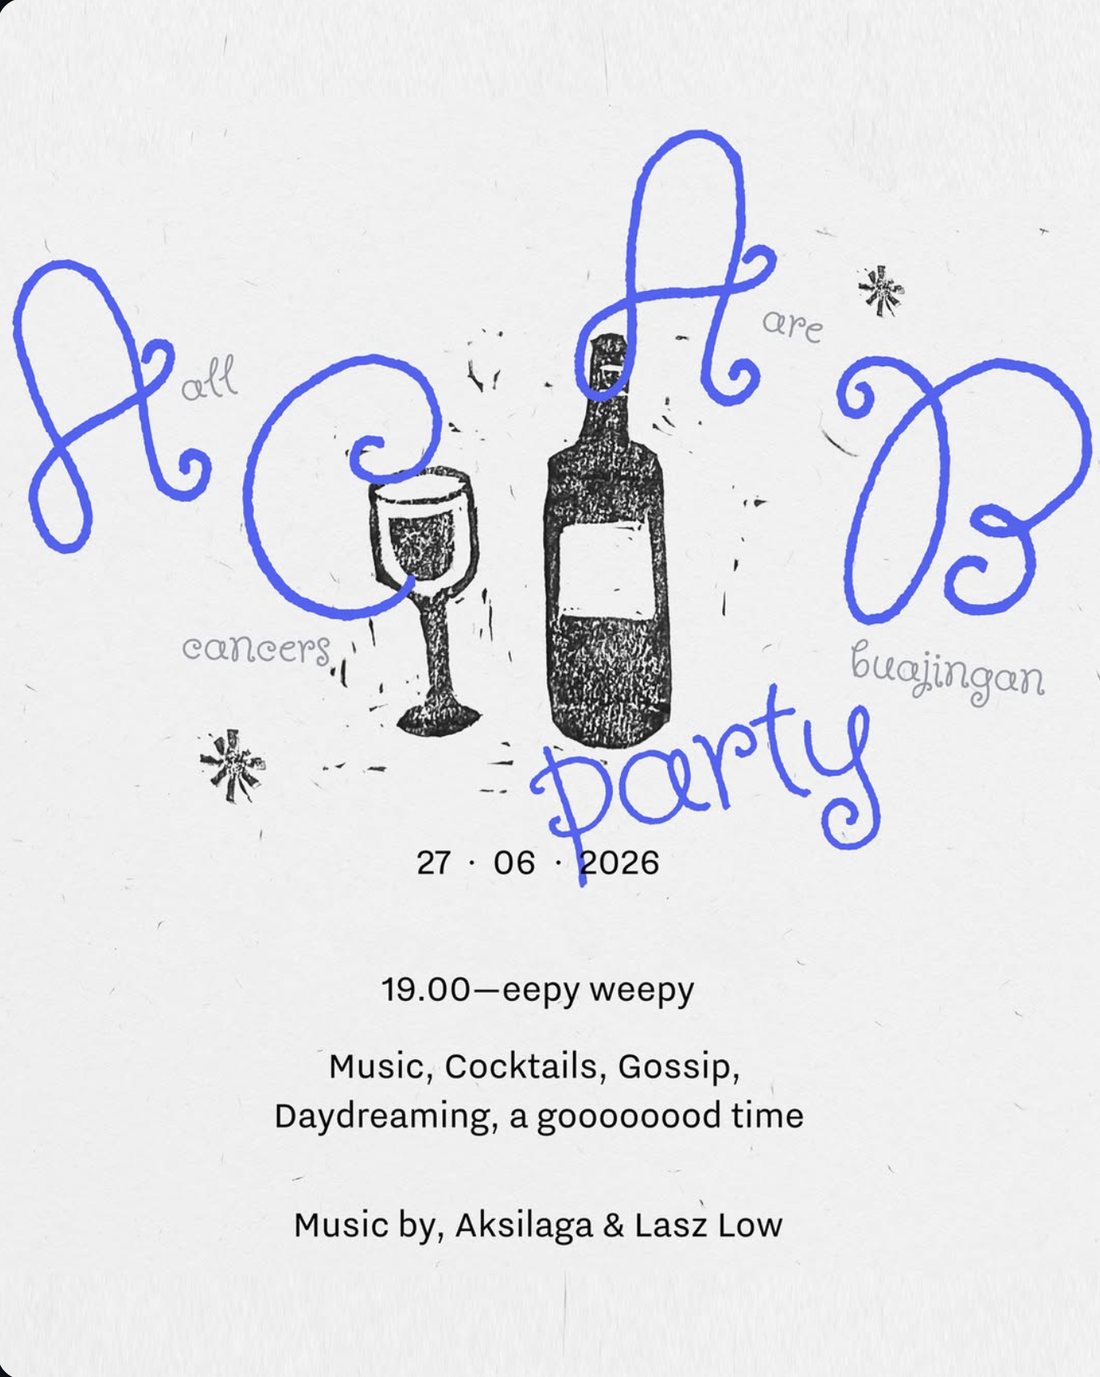 A all
C cancers
A are
B buajingan
party
27 · 06 · 2026
19.00—eepy weepy
Music, Cocktails, Gossip,
Daydreaming, a goooooood time
Music by, Aksilaga & Lasz Low